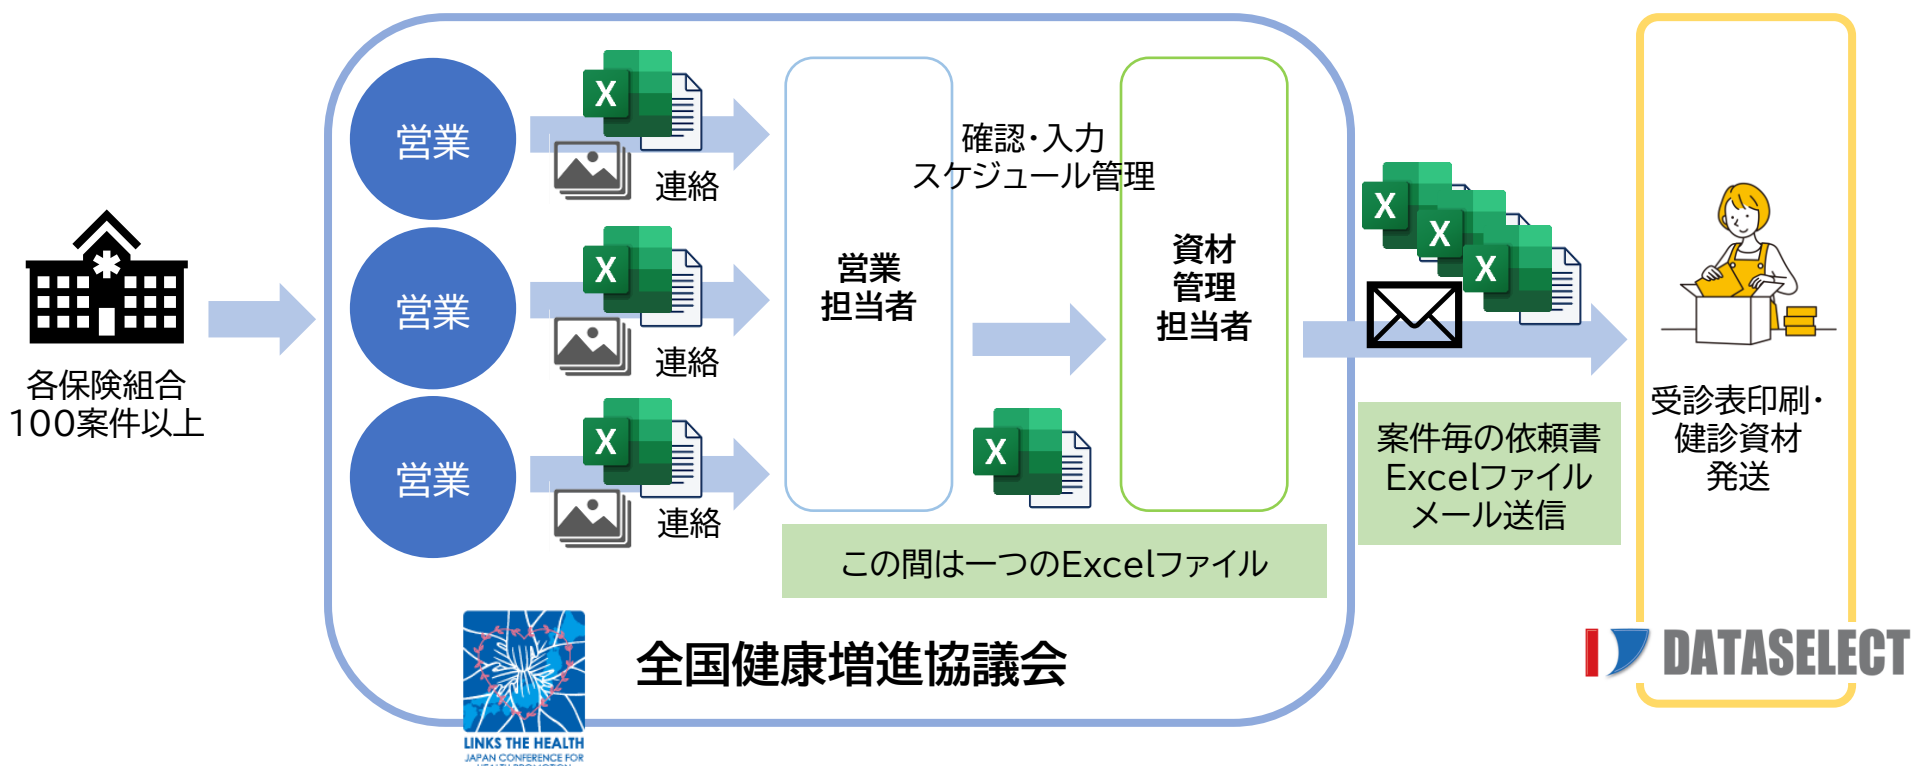 各保険組合
100案件以上
営業
連絡
営業
連絡
営業
連絡
営業
担当者
確認・入力
スケジュール管理
資材
管理
担当者
この間は一つのExcelファイル
案件毎の依頼書
Excelファイル
メール送信
受診表印刷・
健診資材
発送
全国健康増進協議会
LINKS THE HEALTH
JAPAN CONFERENCE FOR
HEALTH PROMOTION
DATASELECT
X
X
X
X
X
X
X